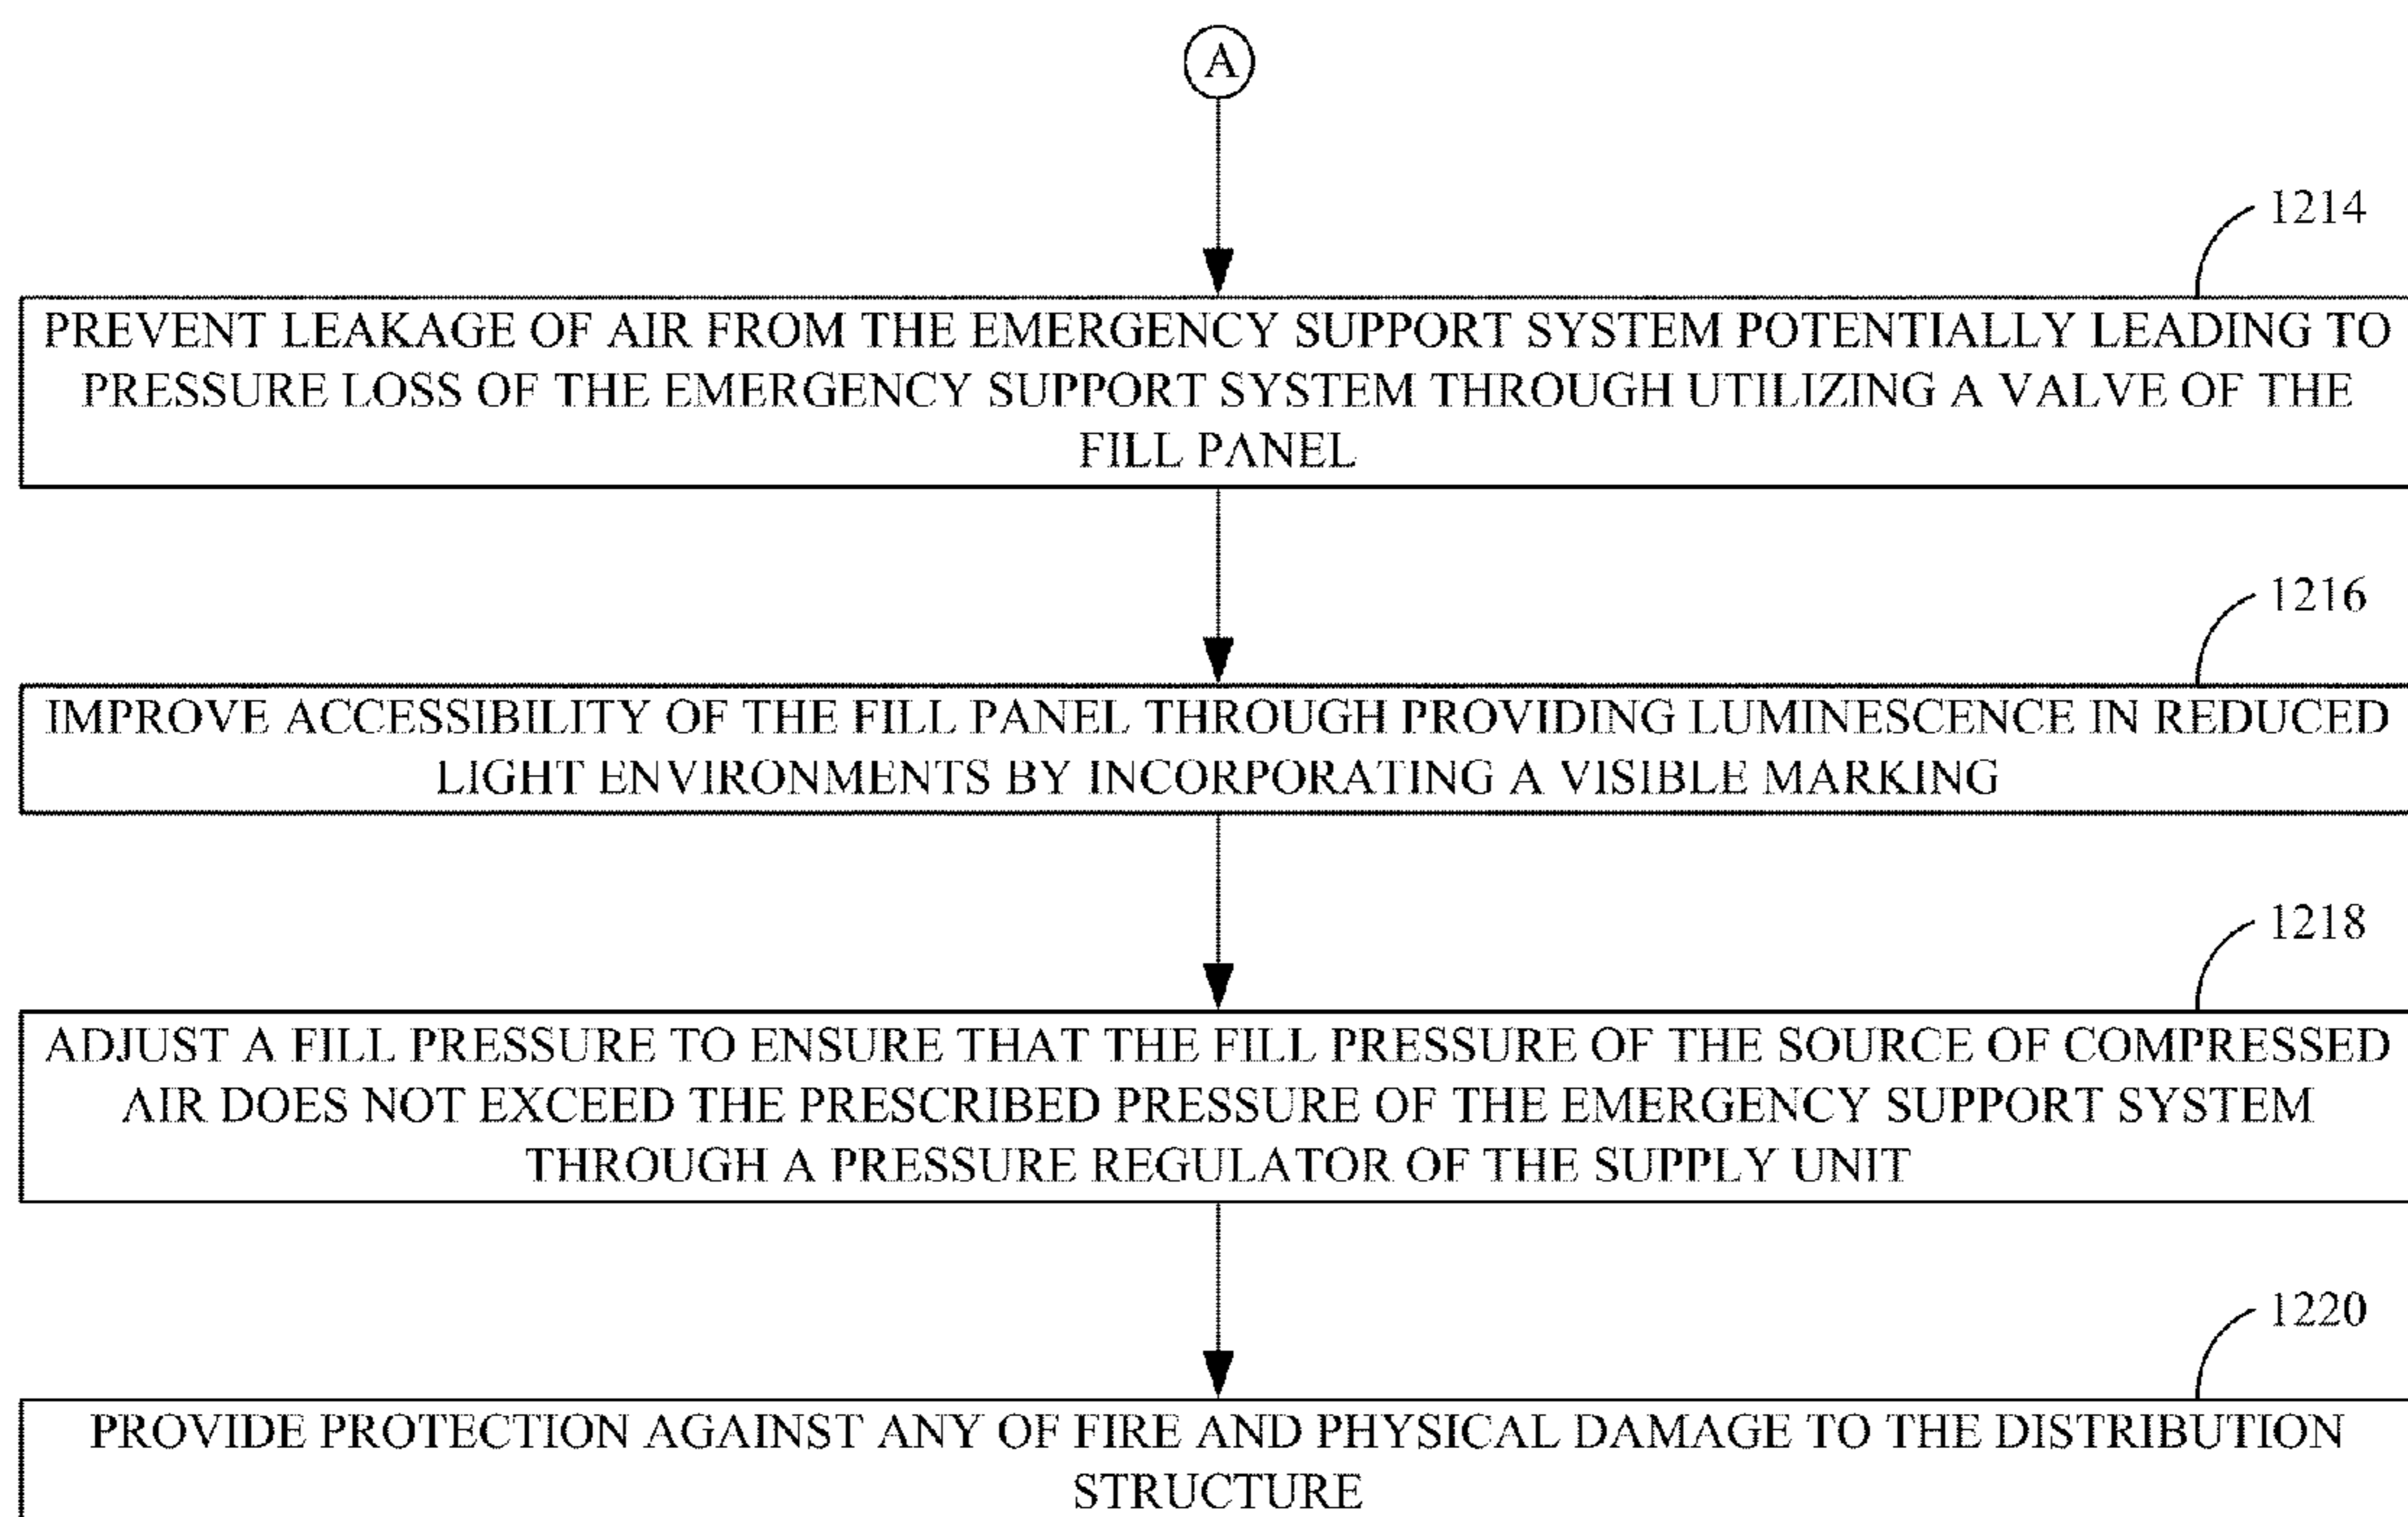 A
1214
PREVENT LEAKAGE OF AIR FROM THE EMERGENCY SUPPORT SYSTEM POTENTIALLY LEADING TO
PRESSURE LOSS OF THE EMERGENCY SUPPORT SYSTEM THROUGH UTILIZING A VALVE OF THE
FILL PANEL
1216
IMPROVE ACCESSIBILITY OF THE FILL PANEL THROUGH PROVIDING LUMINESCENCE IN REDUCED
LIGHT ENVIRONMENTS BY INCORPORATING A VISIBLE MARKING
1218
ADJUST A FILL PRESSURE TO ENSURE THAT THE FILL PRESSURE OF THE SOURCE OF COMPRESSED
AIR DOES NOT EXCEED THE PRESCRIBED PRESSURE OF THE EMERGENCY SUPPORT SYSTEM
THROUGH A PRESSURE REGULATOR OF THE SUPPLY UNIT
1220
PROVIDE PROTECTION AGAINST ANY OF FIRE AND PHYSICAL DAMAGE TO THE DISTRIBUTION
STRUCTURE